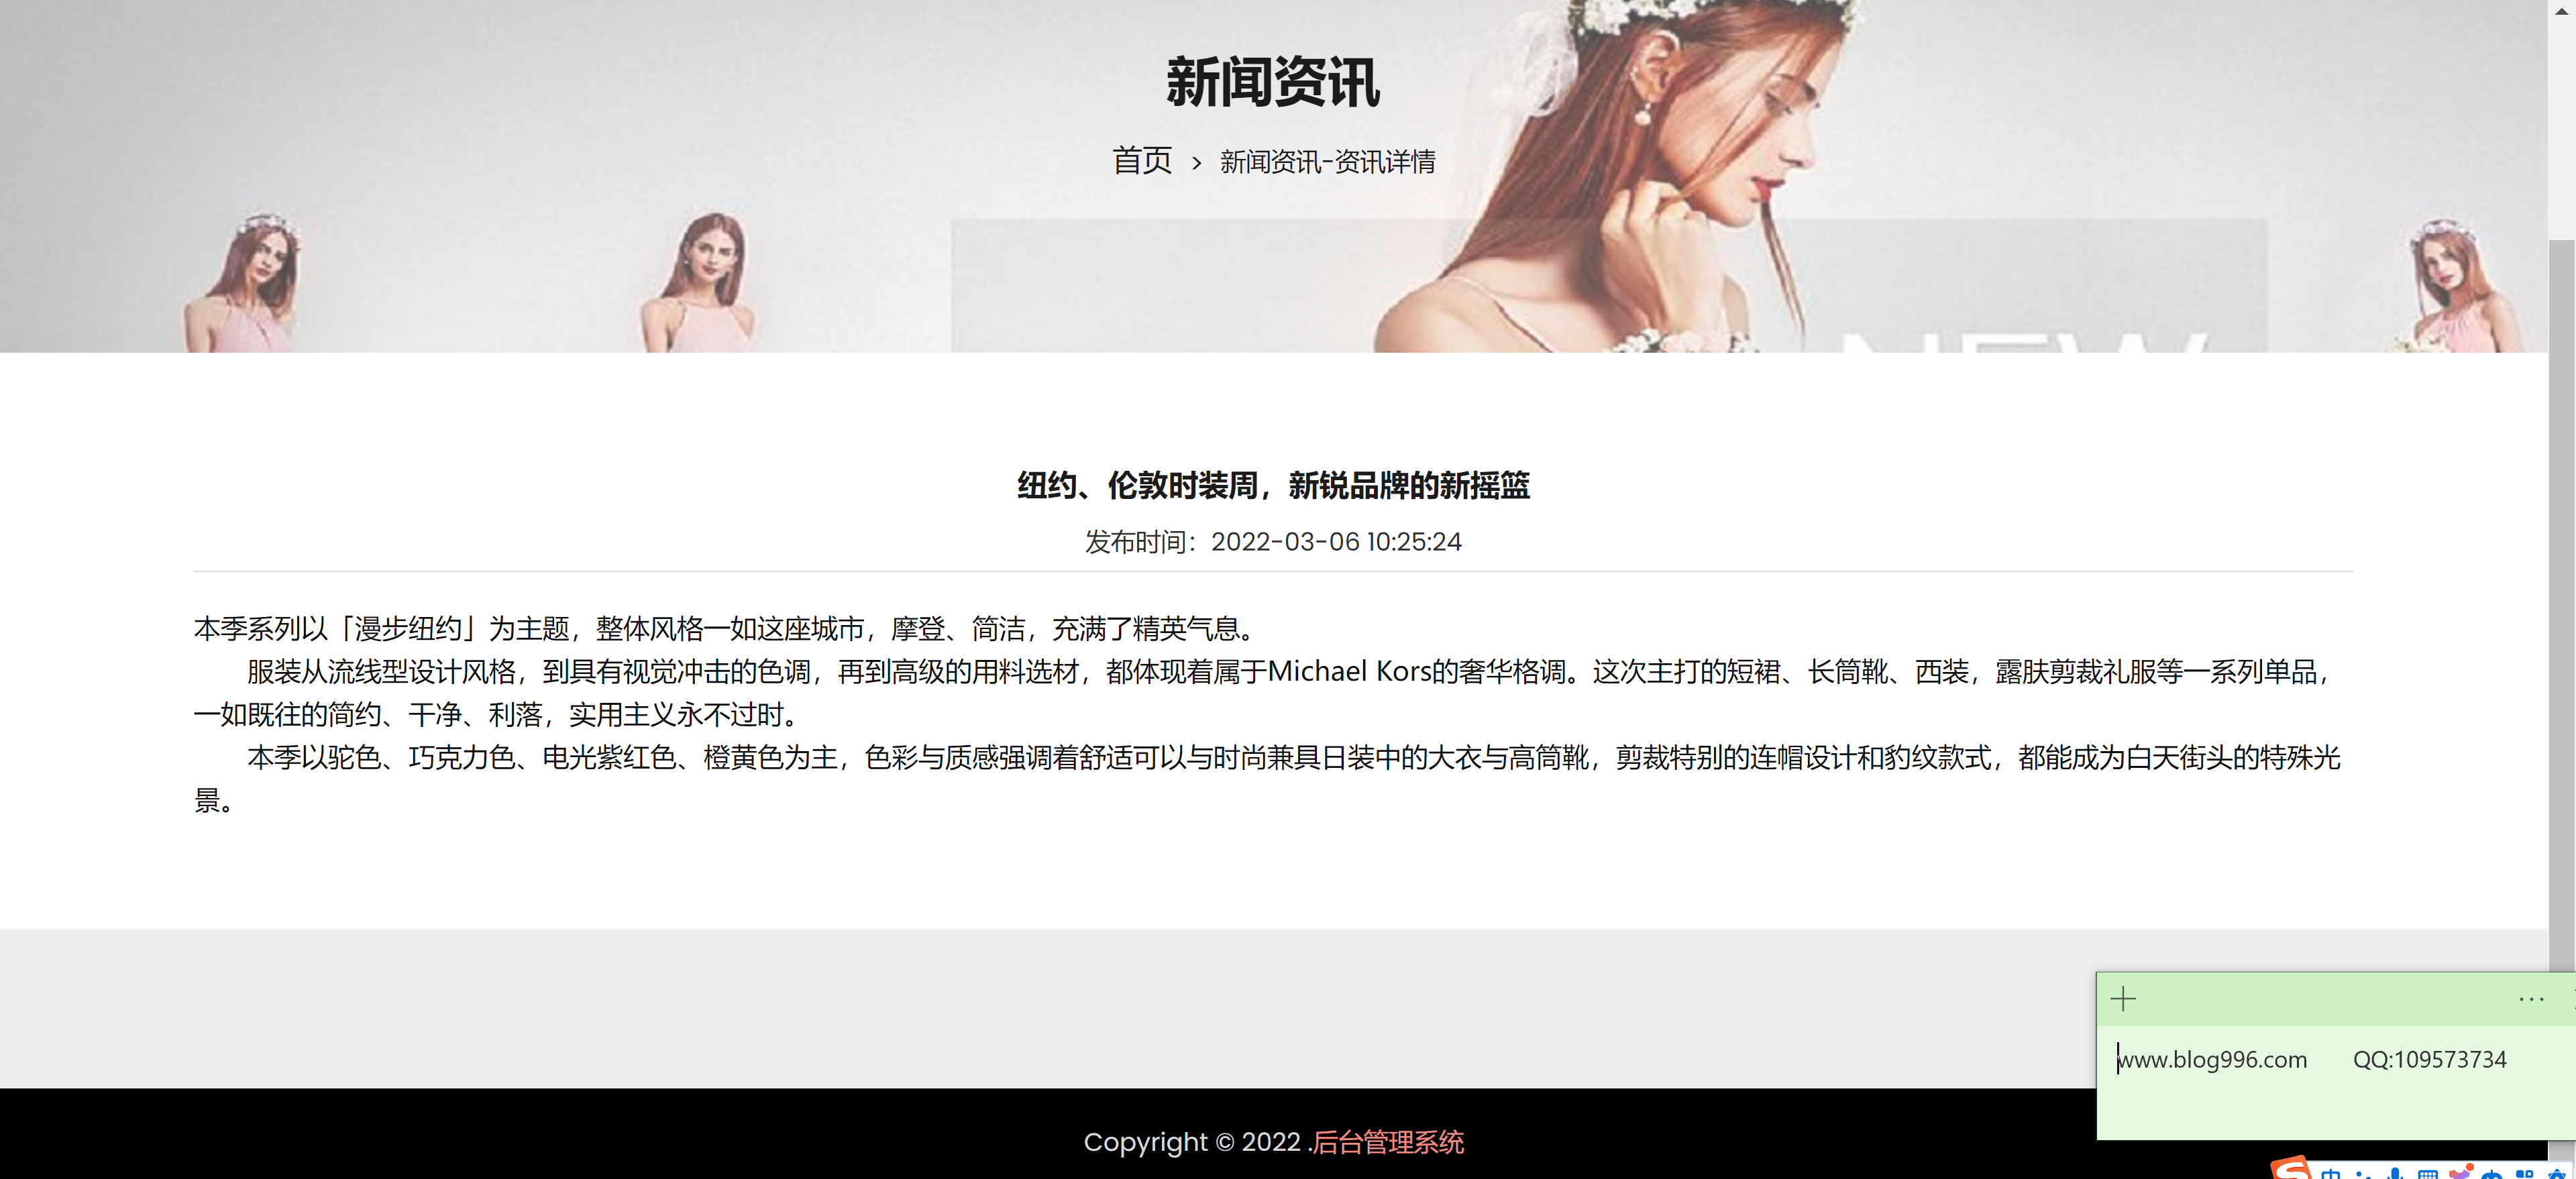 新闻资讯
首页 > 新闻资讯-资讯详情
NEW
纽约、伦敦时装周，新锐品牌的新摇篮
发布时间：2022-03-06 10:25:24
本季系列以「漫步纽约」为主题，整体风格一如这座城市，摩登、简洁，充满了精英气息。
服装从流线型设计风格，到具有视觉冲击的色调，再到高级的用料选材，都体现着属于Michael Kors的奢华格调。这次主打的短裙、长筒靴、西装，露肤剪裁礼服等一系列单品，
一如既往的简约、干净、利落，实用主义永不过时。
本季以驼色、巧克力色、电光紫红色、橙黄色为主，色彩与质感强调着舒适可以与时尚兼具日装中的大衣与高筒靴，剪裁特别的连帽设计和豹纹款式，都能成为白天街头的特殊光
景。
www.blog996.com QQ:109573734
Copyright © 2022 .后台管理系统
中